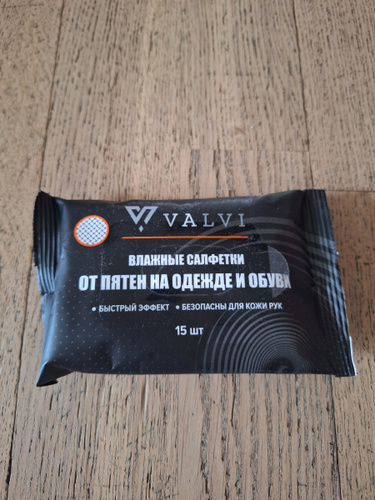 VALVI
ВЛАЖНЫЕ САЛФЕТКИ
ОТ ПЯТЕН НА ОДЕЖДЕ И ОБУВИ
• БЫСТРЫЙ ЭФФЕКТ • БЕЗОПАСНЫ ДЛЯ КОЖИ РУК
15 ШТ